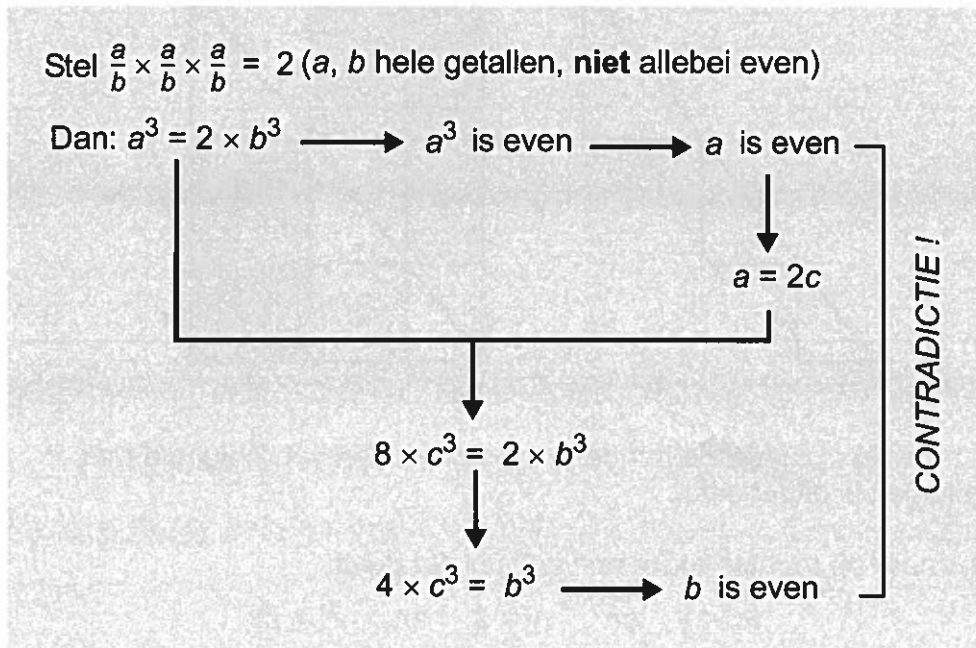 Stel a/b × a/b × a/b = 2 (a, b hele getallen, niet allebei even)
Dan: a³ = 2 × b³ → a³ is even → a is even
a = 2c
8 × c³ = 2 × b³
4 × c³ = b³ → b is even
CONTRADICTIE!